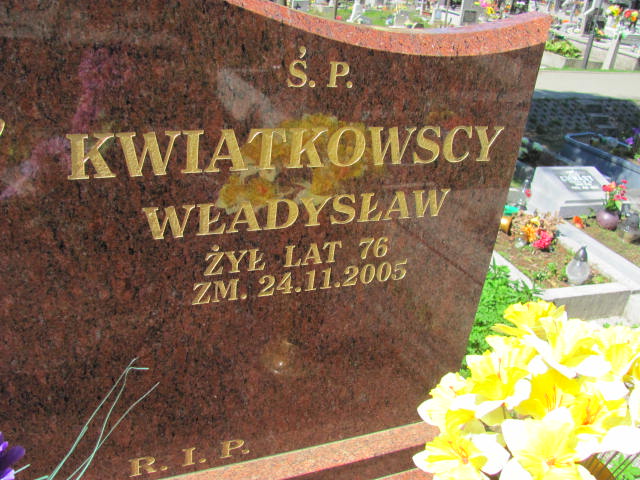 Ś. P.
KWIATKOWSCY
WŁADYSŁAW
ŻYŁ LAT 76
ZM. 24.11.2005
R. I. P.